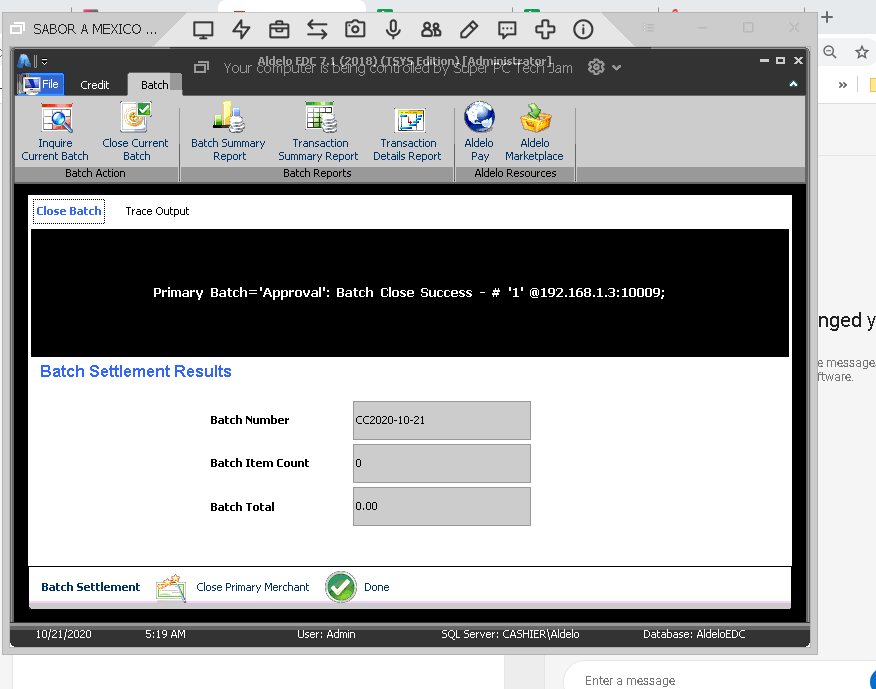 SABOR A MEXICO ...
Aldelo EDC 7.1 (2018) (TSYS Edition) [Administrator]
Your computer is being controlled by Super PC Tech Jam
File Credit Batch
Inquire Current Batch
Close Current Batch
Batch Summary Report
Transaction Summary Report
Transaction Details Report
Aldelo Pay
Aldelo Marketplace
Batch Action
Batch Reports
Aldelo Resources
Close Batch Trace Output
Primary Batch='Approval': Batch Close Success - # '1' @192.168.1.3:10009;
nged y
e message
ftware.
Batch Settlement Results
Batch Number CC2020-10-21
Batch Item Count 0
Batch Total 0.00
Batch Settlement Close Primary Merchant Done
10/21/2020 5:19 AM User: Admin SQL Server: CASHIER\Aldelo Database: AldeloEDC
Enter a message